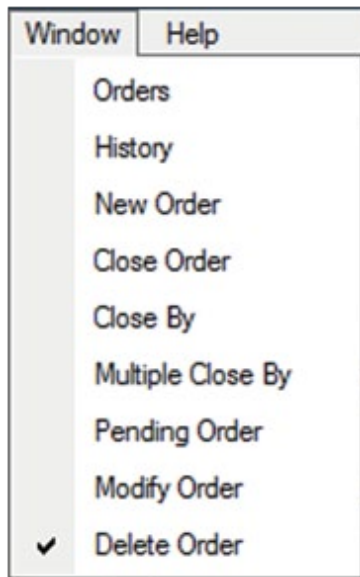 Window Help
Orders
History
New Order
Close Order
Close By
Multiple Close By
Pending Order
Modify Order
Delete Order